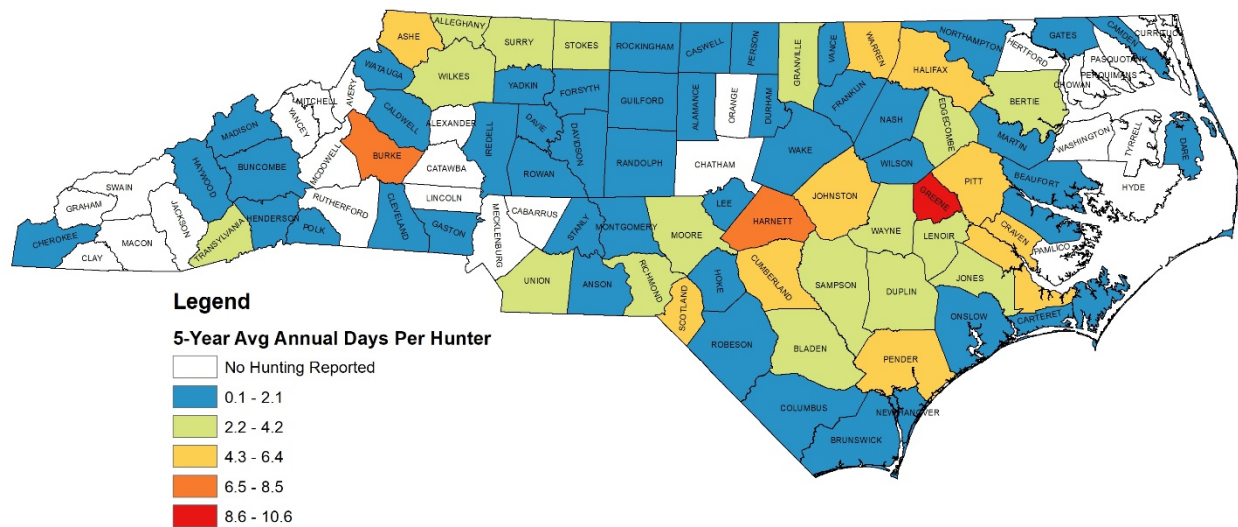 ALLEGHANY
ASHE
SURRY
STOKES
ROCKINGHAM
CASWELL
PERSON
GRANVILLE
VANCE
WARREN
NORTHAMPTON
HERTFORD
GATES
CAMDEN
CURRITUCK
PASQUOTANK
PERQUIMANS
CHOWAN
HALIFAX
WATAUGA
WILKES
YADKIN
FORSYTH
GUILFORD
ALAMANCE
ORANGE
DURHAM
FRANKLIN
NASH
EDGECOMBE
BERTIE
MARTIN
WASHINGTON
TYRRELL
DARE
MITCHELL
AVERY
YANCEY
CALDWELL
ALEXANDER
IREDELL
DAVIE
DAVIDSON
RANDOLPH
CHATHAM
WAKE
WILSON
PITT
BEAUFORT
HYDE
MADISON
BUNCOMBE
HAYWOOD
MCDOWELL
BURKE
CATAWBA
ROWAN
LINCOLN
SWAIN
GRAHAM
JACKSON
CHEROKEE
CLAY
MACON
TRANSYLVANIA
HENDERSON
POLK
RUTHERFORD
CLEVELAND
GASTON
MECKLENBURG
CABARRUS
STANLY
MONTGOMERY
MOORE
LEE
HARNETT
JOHNSTON
WAYNE
GREENE
LENOIR
CRAVEN
PAMLICO
JONES
UNION
ANSON
RICHMOND
SCOTLAND
HOKE
CUMBERLAND
SAMPSON
DUPLIN
ONSLOW
CARTERET
ROBESON
BLADEN
PENDER
COLUMBUS
NEW HANOVER
BRUNSWICK
Legend
5-Year Avg Annual Days Per Hunter
No Hunting Reported
0.1 - 2.1
2.2 - 4.2
4.3 - 6.4
6.5 - 8.5
8.6 - 10.6